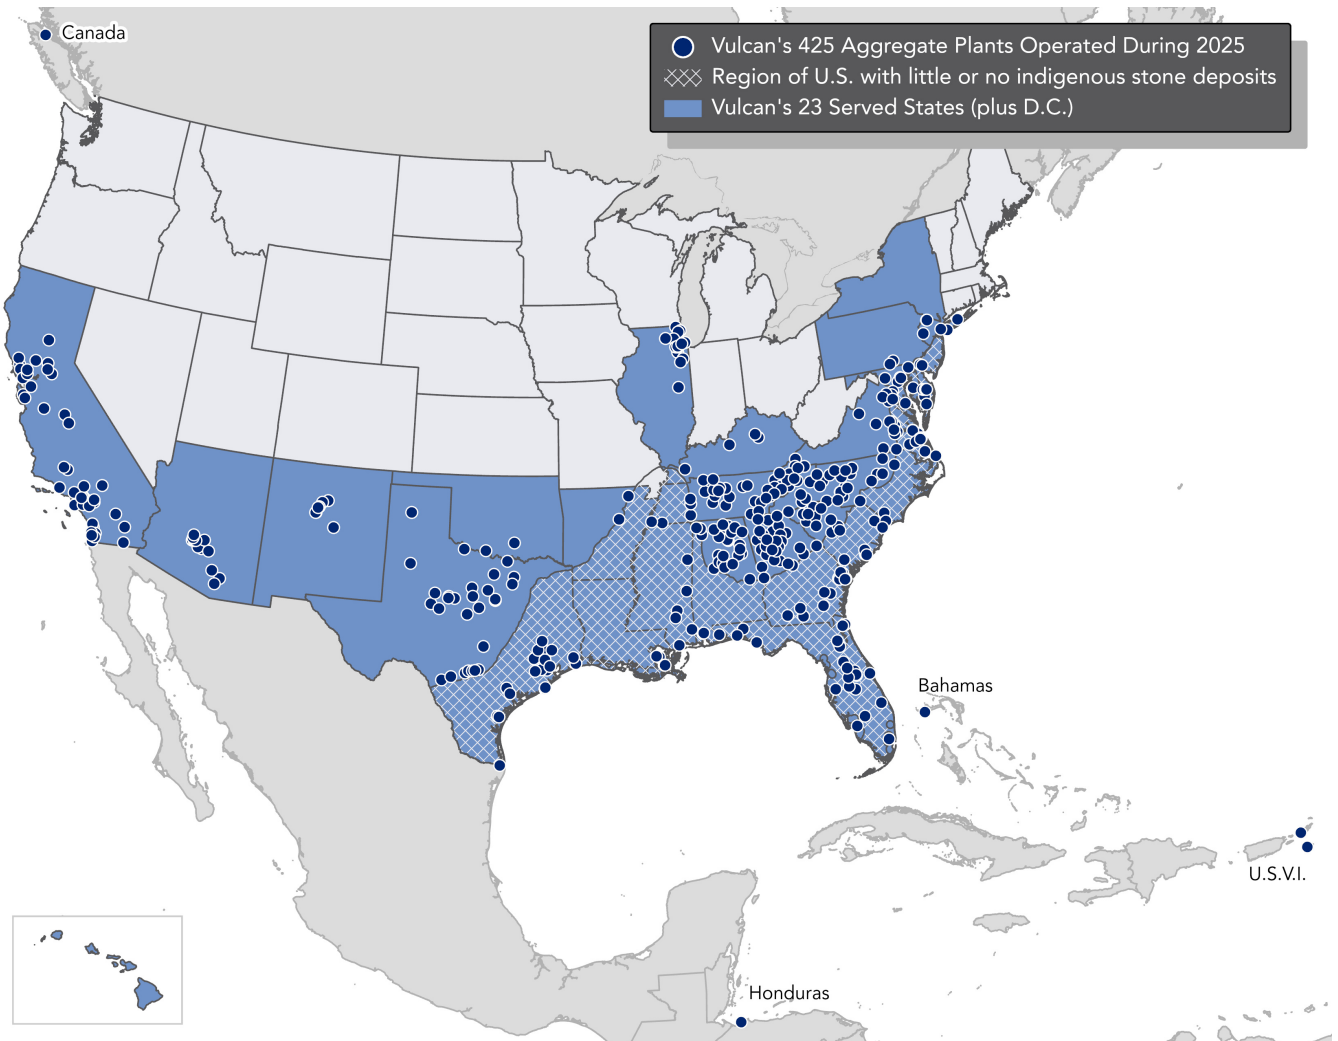 Canada
Vulcan's 425 Aggregate Plants Operated During 2025
Region of U.S. with little or no indigenous stone deposits
Vulcan's 23 Served States (plus D.C.)
Bahamas
U.S.V.I.
Honduras